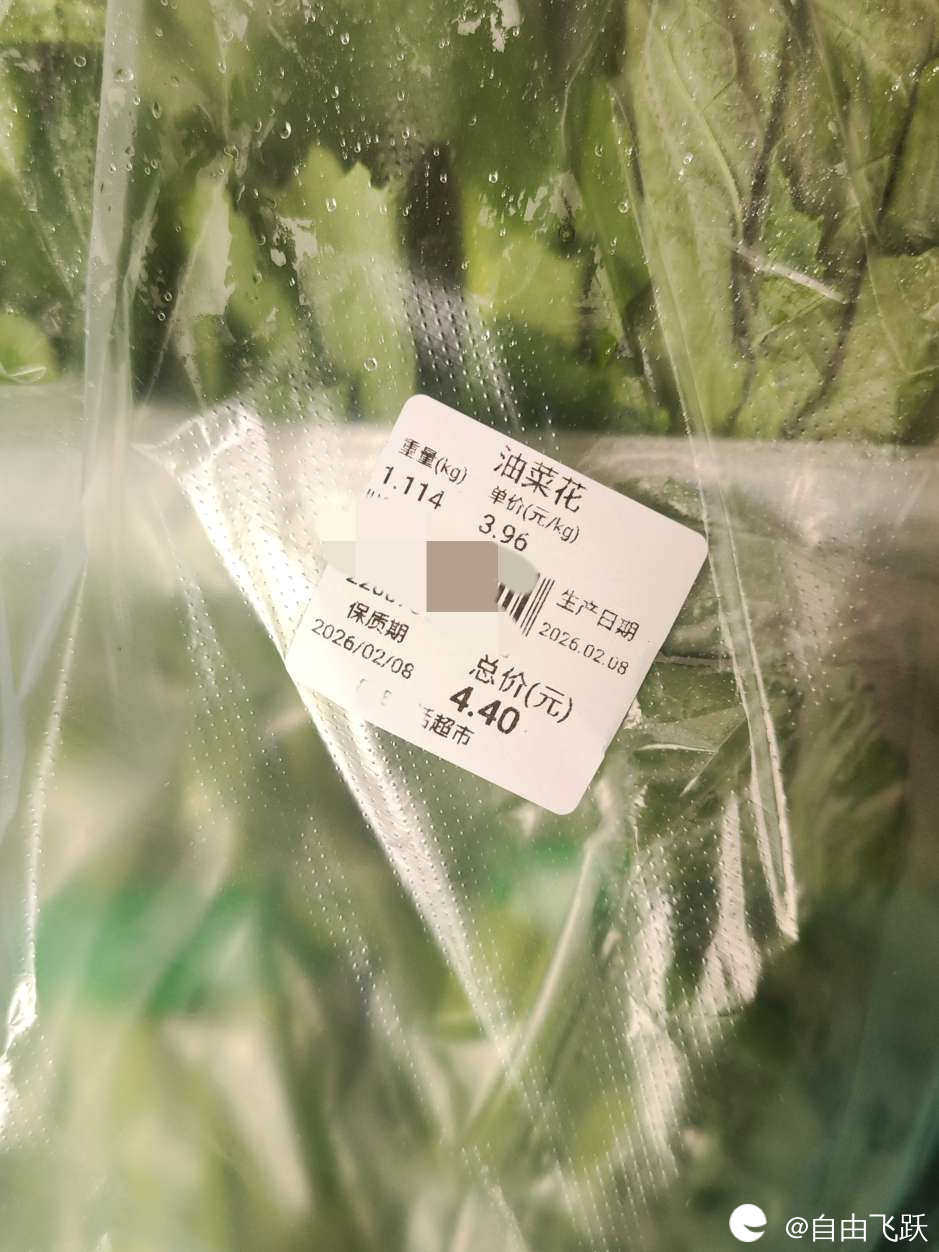 油菜花
重量(kg) 单价(元/kg)
1.114 3.96
生产日期
2026.02.08
保质期
2026/02/08
总价(元)
4.40
超市
@自由飞跃